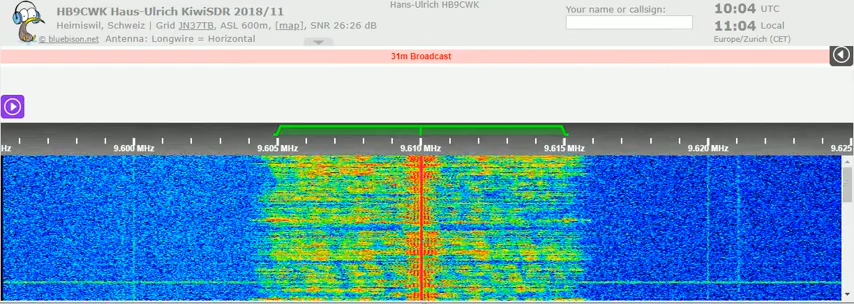 HB9CWK Haus-Ulrich KiwiSDR 2018/11
Heimiswil, Schweiz | Grid JN37TB, ASL 600m, [map], SNR 26:26 dB
© bluebison.net Antenna: Longwire = Horizontal
Hans-Ulrich HB9CWK
Your name or callsign:
10:04 UTC
11:04 Local
Europe/Zurich (CET)
31m Broadcast
Hz 9.600 MHz 9.605 MHz 9.610 MHz 9.615 MHz 9.620 MHz 9.625